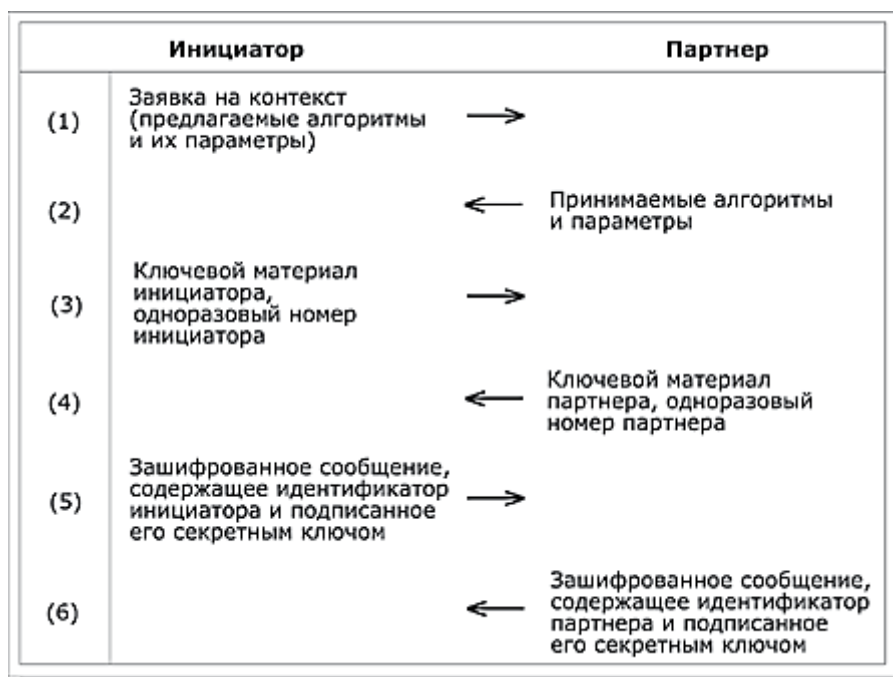 Инициатор Партнер
(1)
Заявка на контекст
(предлагаемые алгоритмы
и их параметры)
(2)
Принимаемые алгоритмы
и параметры
(3)
Ключевой материал
инициатора,
одноразовый номер
инициатора
(4)
Ключевой материал
партнера, одноразовый
номер партнера
(5)
Зашифрованное сообщение,
содержащее идентификатор
инициатора и подписанное
его секретным ключом
(6)
Зашифрованное сообщение,
содержащее идентификатор
партнера и подписанное
его секретным ключом